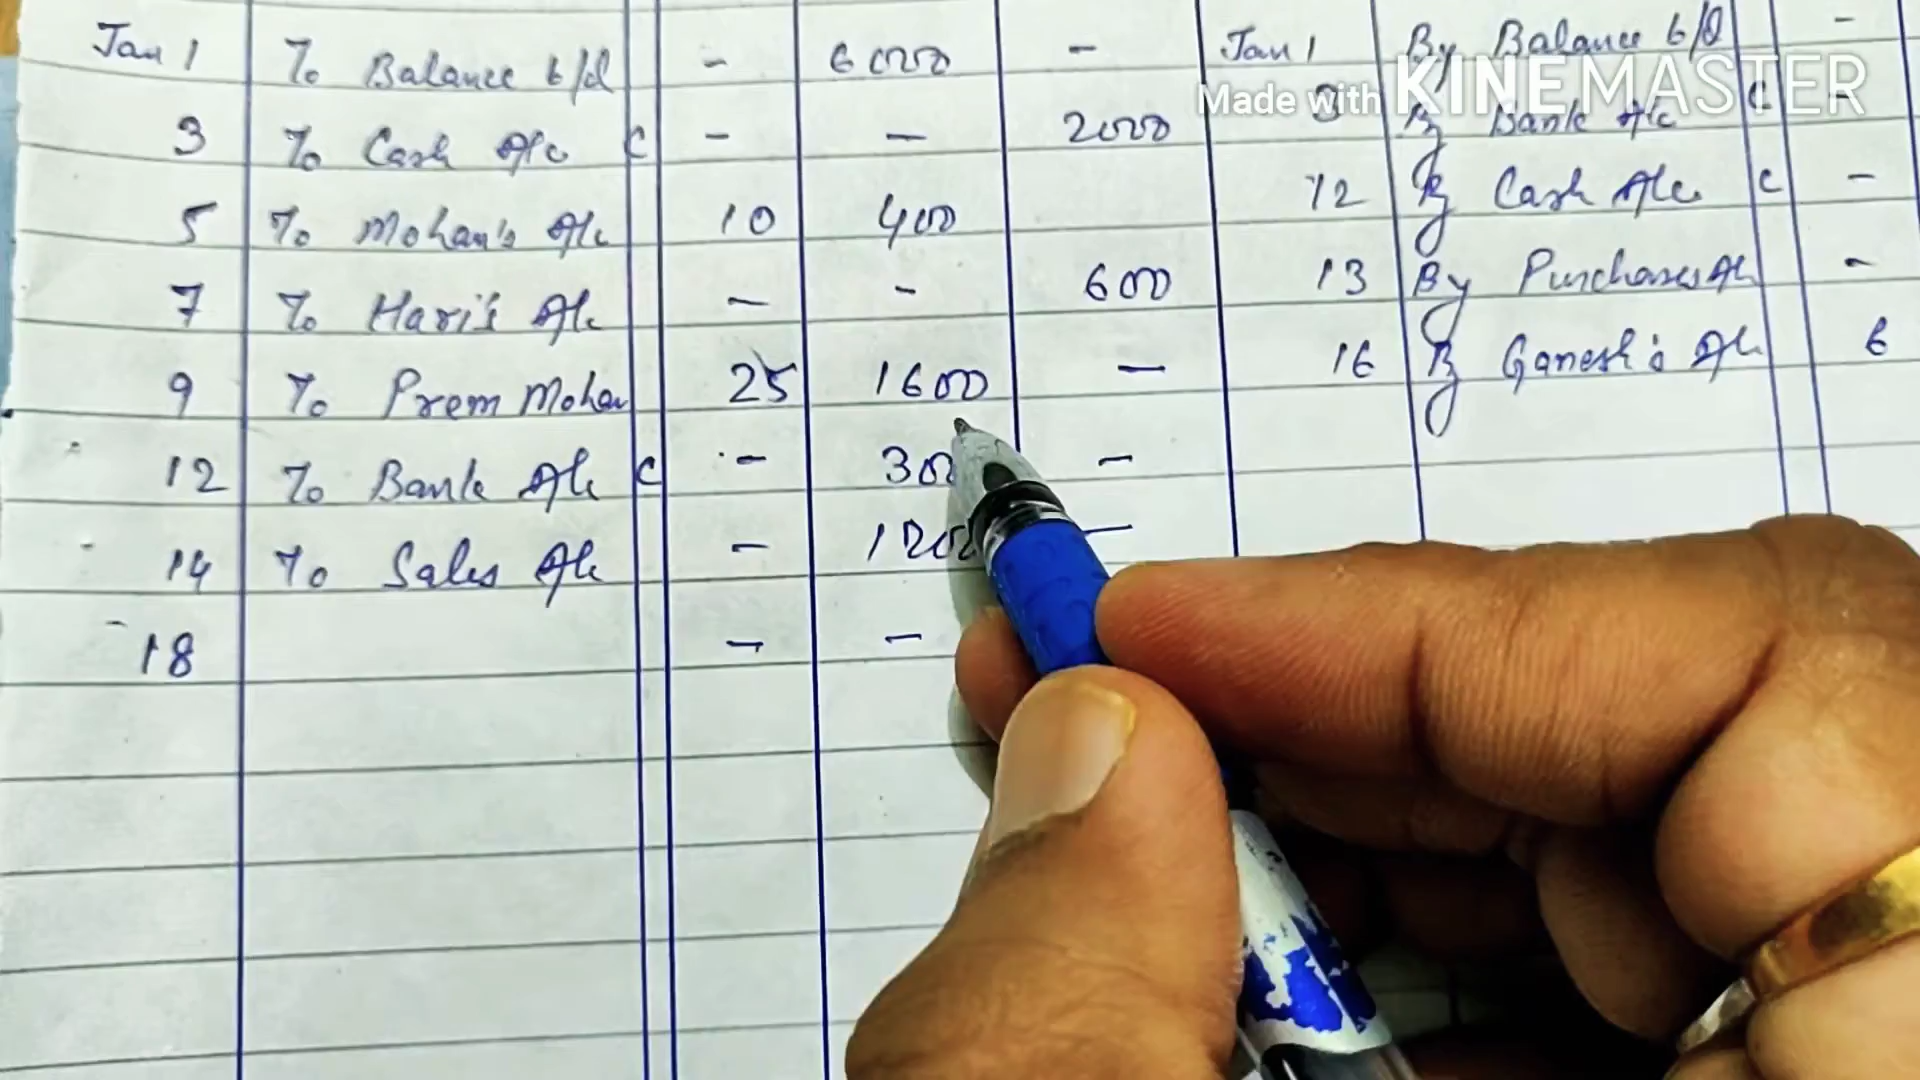 Jan 1 To Balance b/d - 6000 - Jan 1 By Balance b/d -
Made with KINEMASTER
3 To Cash A/c C - - 2000 3 By Bank A/c C -
5 To Mohan's A/c 10 400 12 By Cash A/c C -
7 To Hari's A/c - - 600 13 By Purchases A/c -
9 To Prem Mohan 25 1600 - 16 By Ganesh's A/c 6
12 To Bank A/c C - 300 -
14 To Sales A/c - 1200 -
18 - -